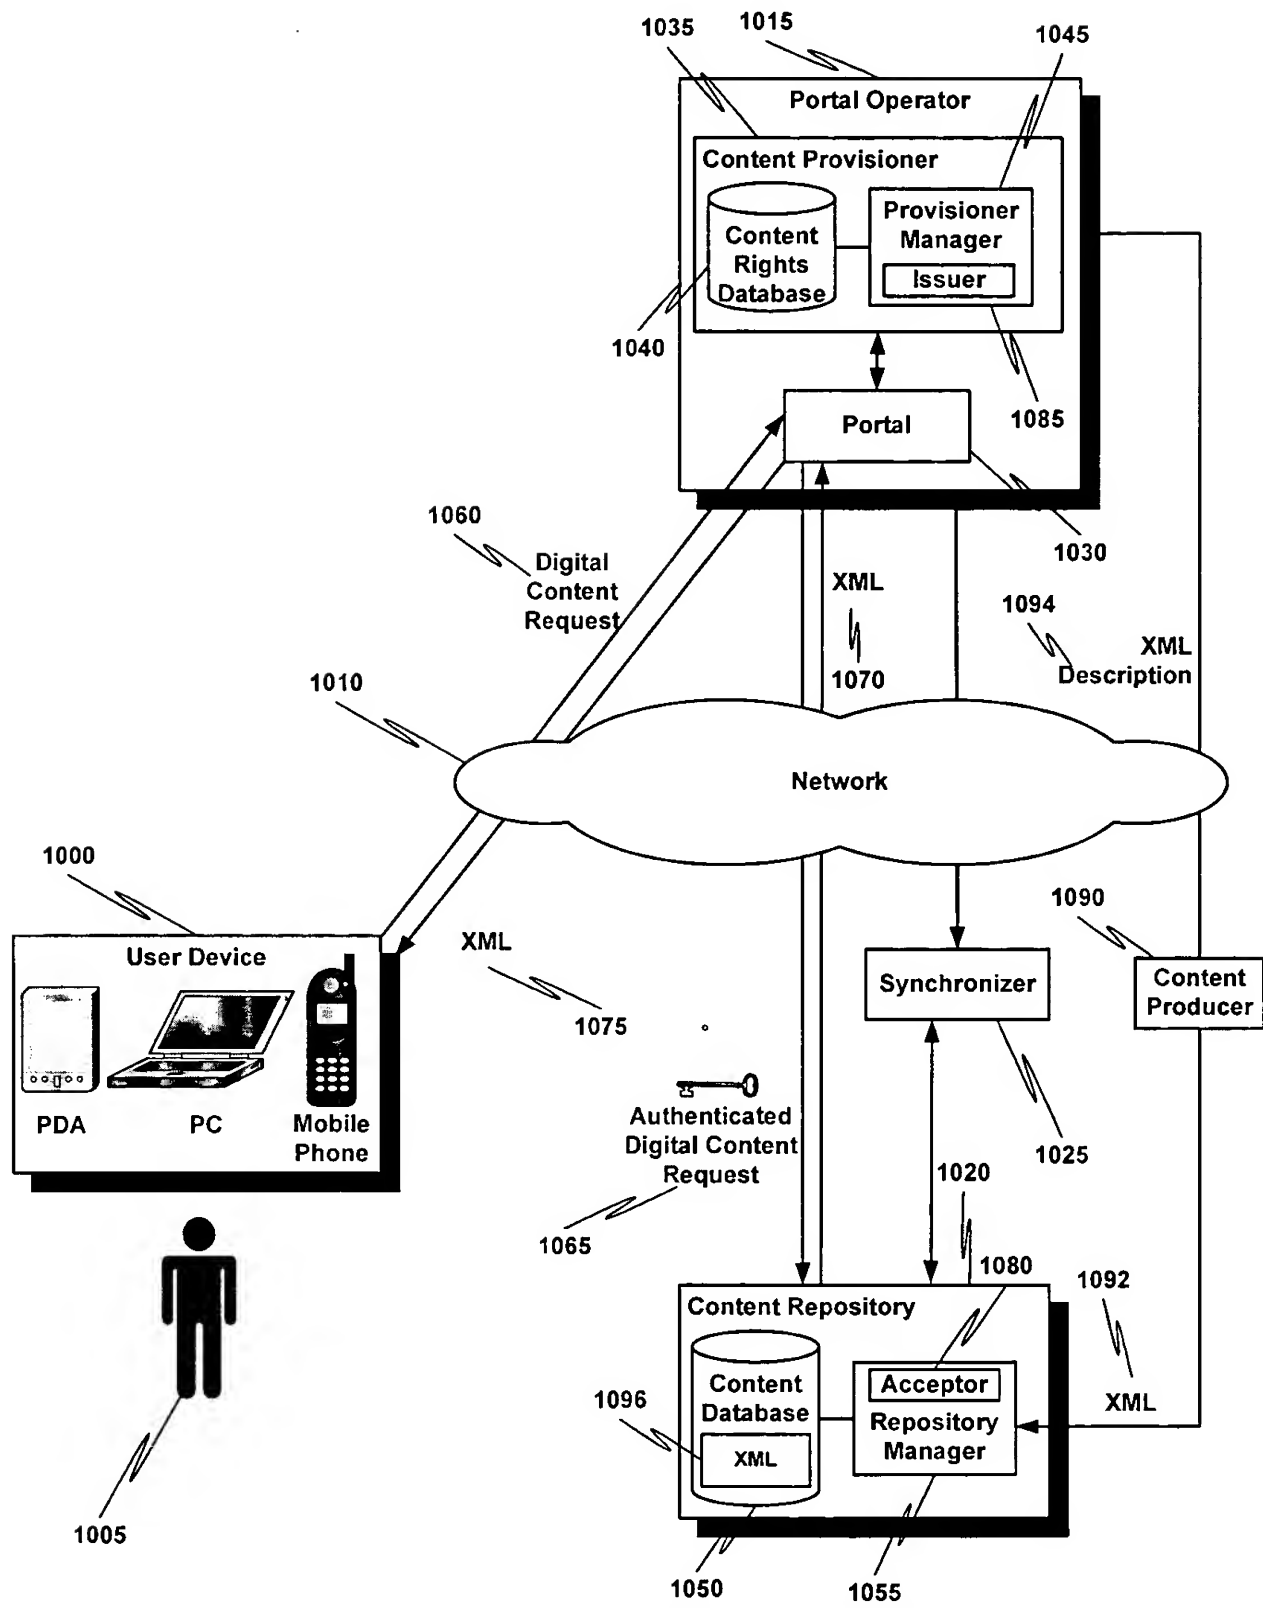 1035
1015
1045
Portal Operator
Content Provisioner
Content
Rights
Database
Provisioner
Manager
Issuer
1040
1085
Portal
1030
1060
Digital
Content
Request
XML
1070
1094
XML
Description
1010
Network
1000
User Device
PDA
PC
Mobile
Phone
XML
1075
Synchronizer
1025
1090
Content
Producer
Authenticated
Digital Content
Request
1065
1020
1080
1092
XML
Content Repository
Content
Database
XML
1096
Acceptor
Repository
Manager
1005
1050
1055